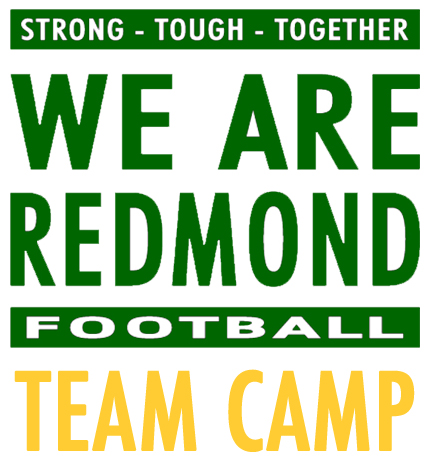 STRONG - TOUGH - TOGETHER
WE ARE
REDMOND
FOOTBALL
TEAM CAMP